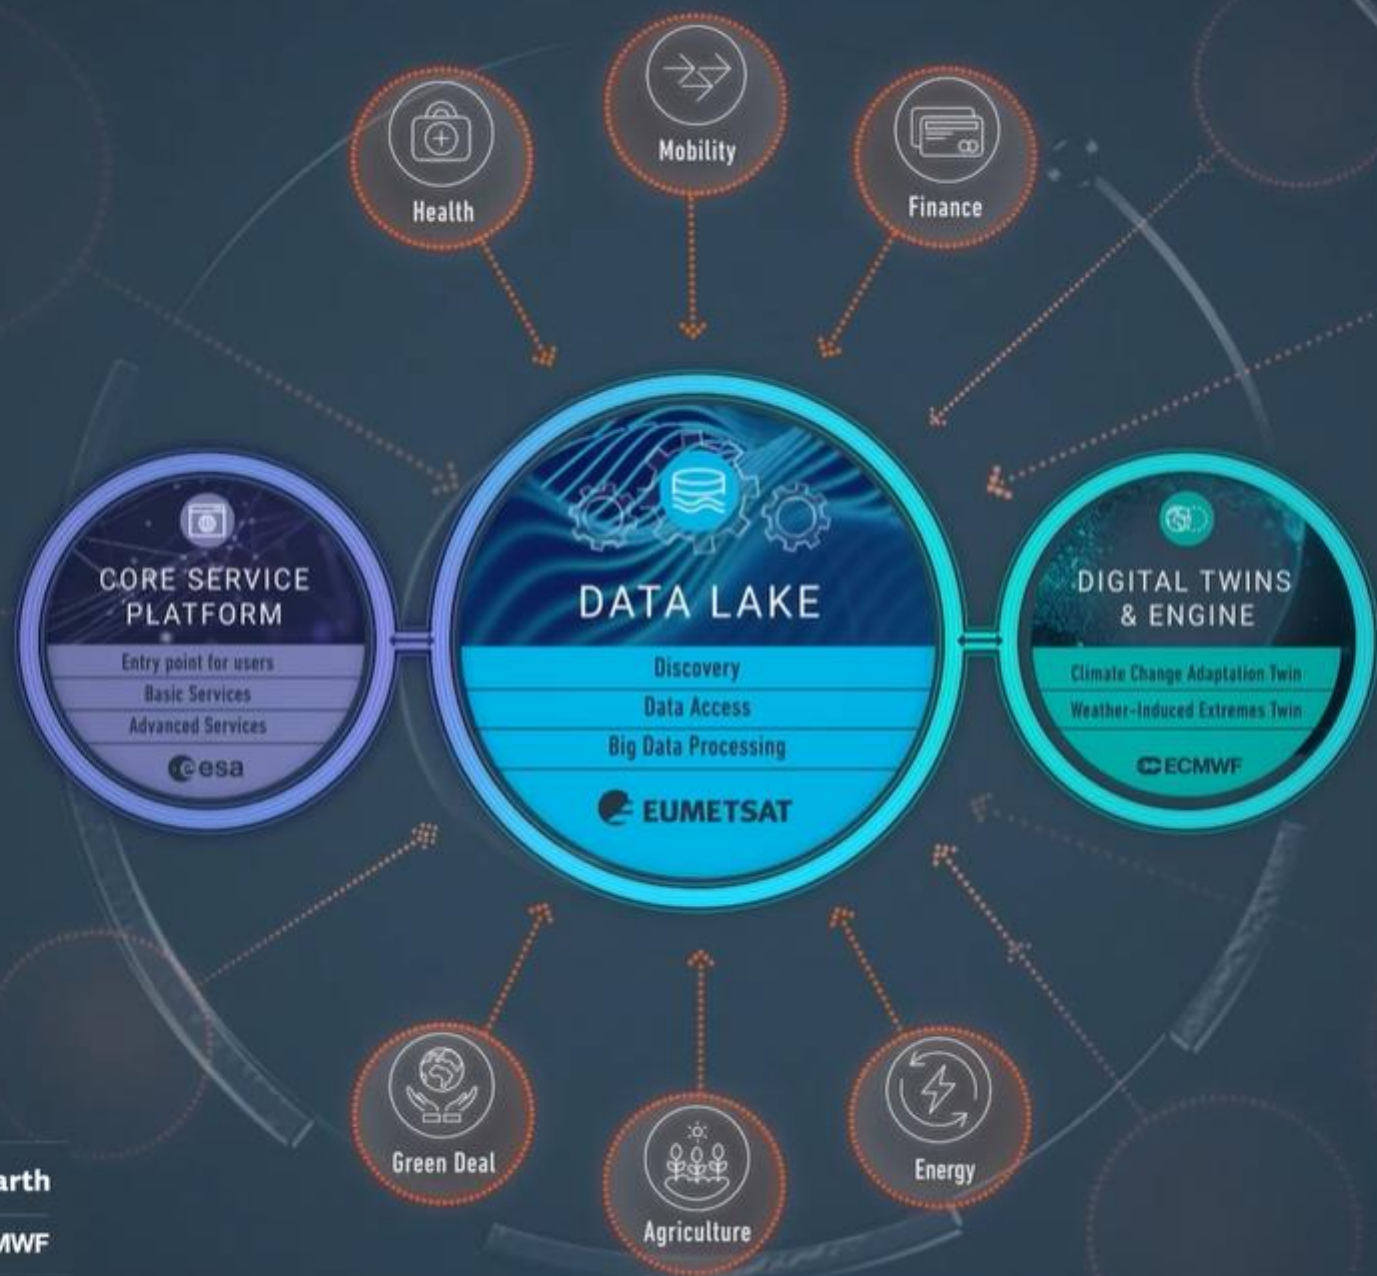 Health
Mobility
Finance
CORE SERVICE
PLATFORM
Entry point for users
Basic Services
Advanced Services
esa
DATA LAKE
Discovery
Data Access
Big Data Processing
EUMETSAT
DIGITAL TWINS
& ENGINE
Climate Change Adaptation Twin
Weather-Induced Extremes Twin
ECMWF
Green Deal
Agriculture
Energy
arth
MWF